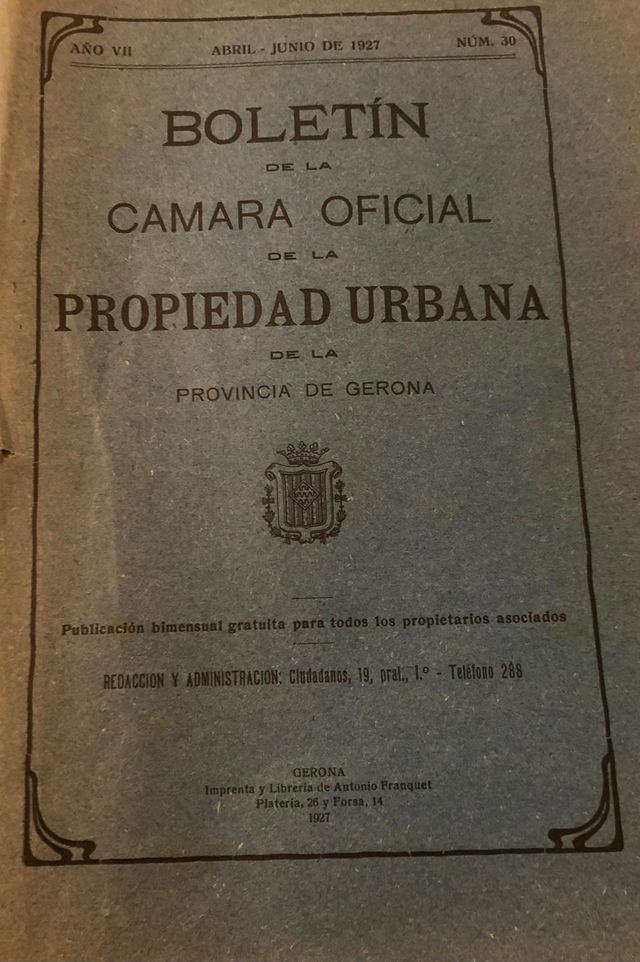 AÑO VII ABRIL - JUNIO DE 1927 NÚM. 30
BOLETÍN
DE LA
CAMARA OFICIAL
DE LA
PROPIEDAD URBANA
DE LA
PROVINCIA DE GERONA
Publicación bimensual gratuita para todos los propietarios asociados
REDACCION Y ADMINISTRACION: Ciudadanos, 19, pral., 1.º - Teléfono 288
GERONA
Imprenta y Librería de Antonio Franquet
Platería, 26 y Forsa, 14
1927